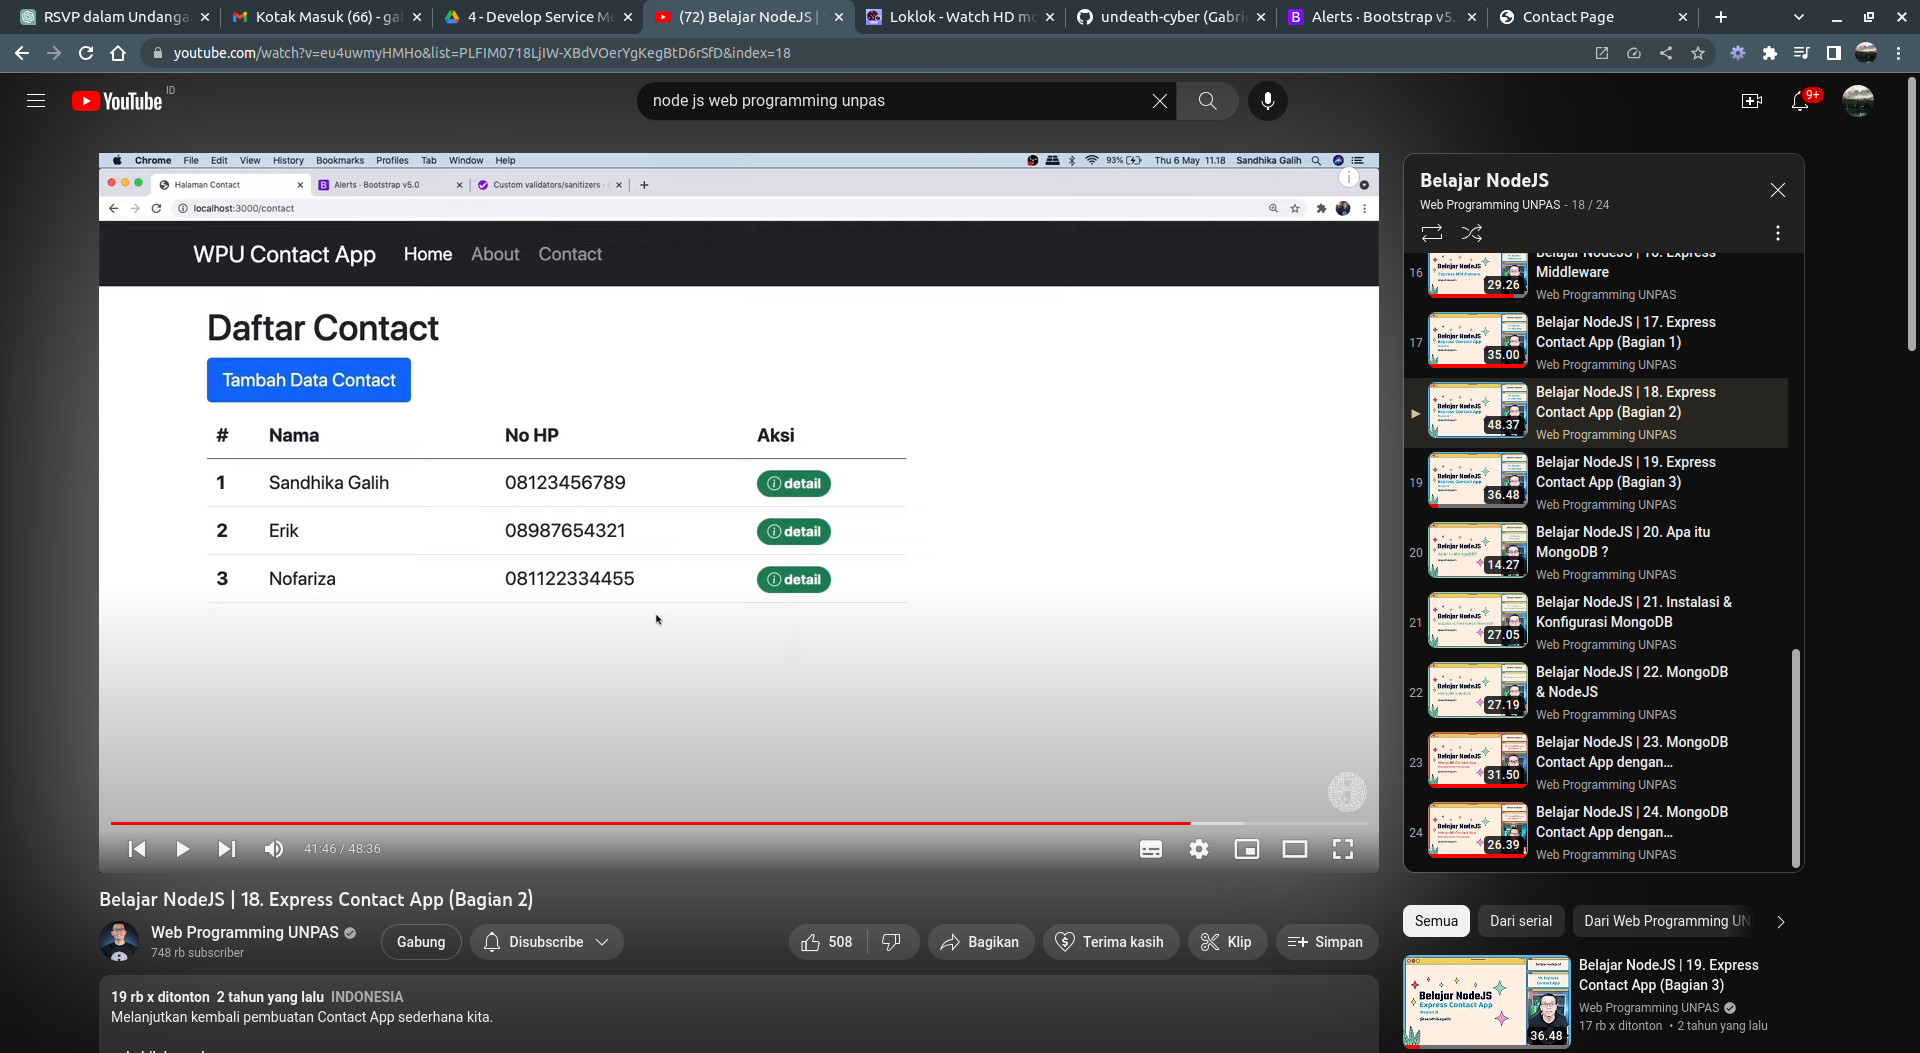 RSVP dalam Undanga
Kotak Masuk (66) - ga
4 - Develop Service Me
(72) Belajar NodeJS |
Loklok - Watch HD mo
undeath-cyber (Gabrie
Alerts · Bootstrap v5.
Contact Page
youtube.com/watch?v=eu4uwmyHMHo&list=PLFIM0718LjIW-XBdVOerYgKegBtD6rSfD&index=18
YouTube ID
node js web programming unpas
9+
Chrome File Edit View History Bookmarks Profiles Tab Window Help
93% Thu 6 May 11.18 Sandhika Galih
Halaman Contact
Alerts · Bootstrap v5.0
Custom validators/sanitizers ·
localhost:3000/contact
WPU Contact App Home About Contact
Daftar Contact
Tambah Data Contact
# Nama No HP Aksi
1 Sandhika Galih 08123456789 detail
2 Erik 08987654321 detail
3 Nofariza 081122334455 detail
41:46 / 48:36
Belajar NodeJS | 18. Express Contact App (Bagian 2)
Web Programming UNPAS
748 rb subscriber
Gabung
Disubscribe
508
Bagikan
Terima kasih
Klip
Simpan
19 rb x ditonton 2 tahun yang lalu INDONESIA
Melanjutkan kembali pembuatan Contact App sederhana kita.
Belajar NodeJS
Web Programming UNPAS - 18 / 24
16
29.26
Belajar NodeJS | 16. Express
Middleware
Web Programming UNPAS
17
35.00
Belajar NodeJS | 17. Express
Contact App (Bagian 1)
Web Programming UNPAS
48.37
Belajar NodeJS | 18. Express
Contact App (Bagian 2)
Web Programming UNPAS
19
36.48
Belajar NodeJS | 19. Express
Contact App (Bagian 3)
Web Programming UNPAS
20
14.27
Belajar NodeJS | 20. Apa itu
MongoDB ?
Web Programming UNPAS
21
27.05
Belajar NodeJS | 21. Instalasi &
Konfigurasi MongoDB
Web Programming UNPAS
22
27.19
Belajar NodeJS | 22. MongoDB
& NodeJS
Web Programming UNPAS
23
31.50
Belajar NodeJS | 23. MongoDB
Contact App dengan...
Web Programming UNPAS
24
26.39
Belajar NodeJS | 24. MongoDB
Contact App dengan...
Web Programming UNPAS
Semua
Dari serial
Dari Web Programming UN
Belajar NodeJS
Express Contact App
36.48
Belajar NodeJS | 19. Express
Contact App (Bagian 3)
Web Programming UNPAS
17 rb x ditonton • 2 tahun yang lalu